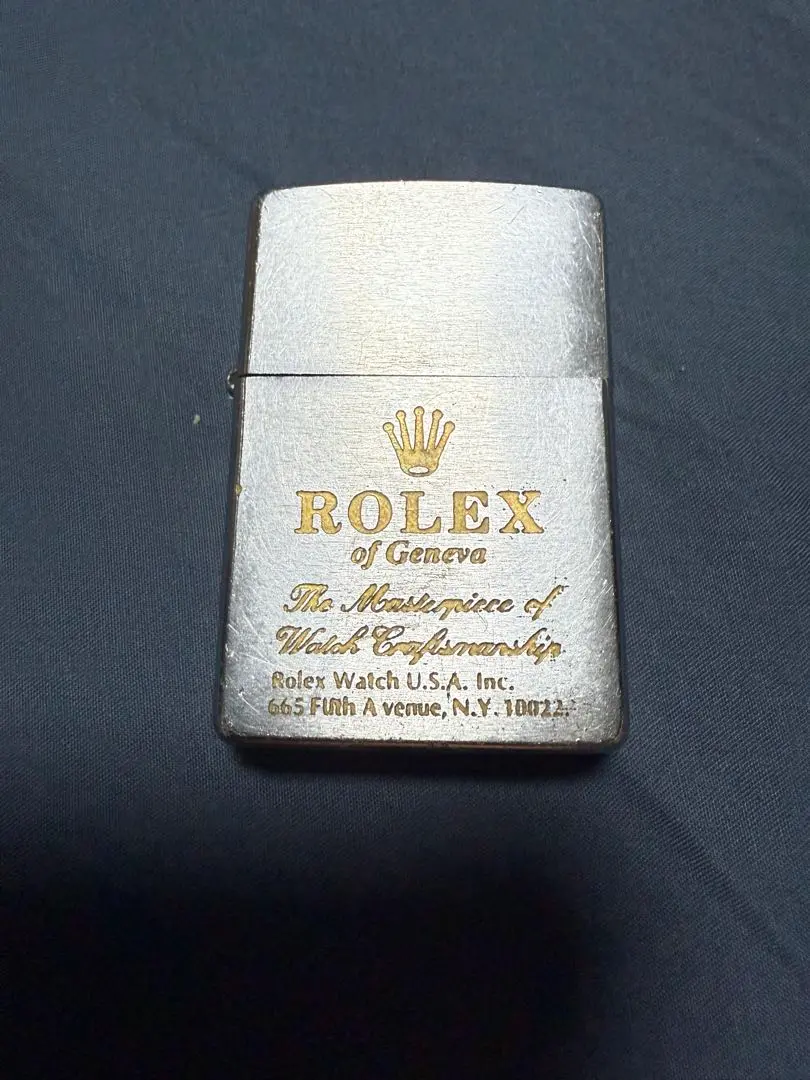 ROLEX
of Geneva
The Masterpiece of
Watch Craftsmanship
Rolex Watch U.S.A. Inc.
665 Fifth Avenue, N.Y. 10022.